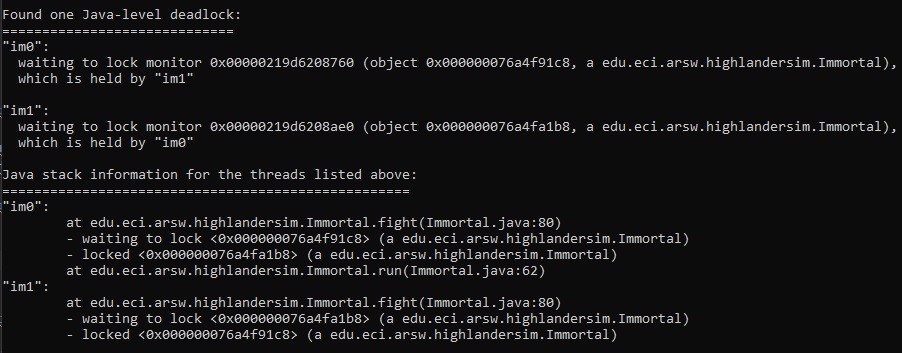 Found one Java-level deadlock:
=============================
"im0":
  waiting to lock monitor 0x00000219d6208760 (object 0x000000076a4f91c8, a edu.eci.arsw.highlandersim.Immortal),
  which is held by "im1"

"im1":
  waiting to lock monitor 0x00000219d6208ae0 (object 0x000000076a4fa1b8, a edu.eci.arsw.highlandersim.Immortal),
  which is held by "im0"

Java stack information for the threads listed above:
===================================================
"im0":
        at edu.eci.arsw.highlandersim.Immortal.fight(Immortal.java:80)
        - waiting to lock <0x000000076a4f91c8> (a edu.eci.arsw.highlandersim.Immortal)
        - locked <0x000000076a4fa1b8> (a edu.eci.arsw.highlandersim.Immortal)
        at edu.eci.arsw.highlandersim.Immortal.run(Immortal.java:62)
"im1":
        at edu.eci.arsw.highlandersim.Immortal.fight(Immortal.java:80)
        - waiting to lock <0x000000076a4fa1b8> (a edu.eci.arsw.highlandersim.Immortal)
        - locked <0x000000076a4f91c8> (a edu.eci.arsw.highlandersim.Immortal)